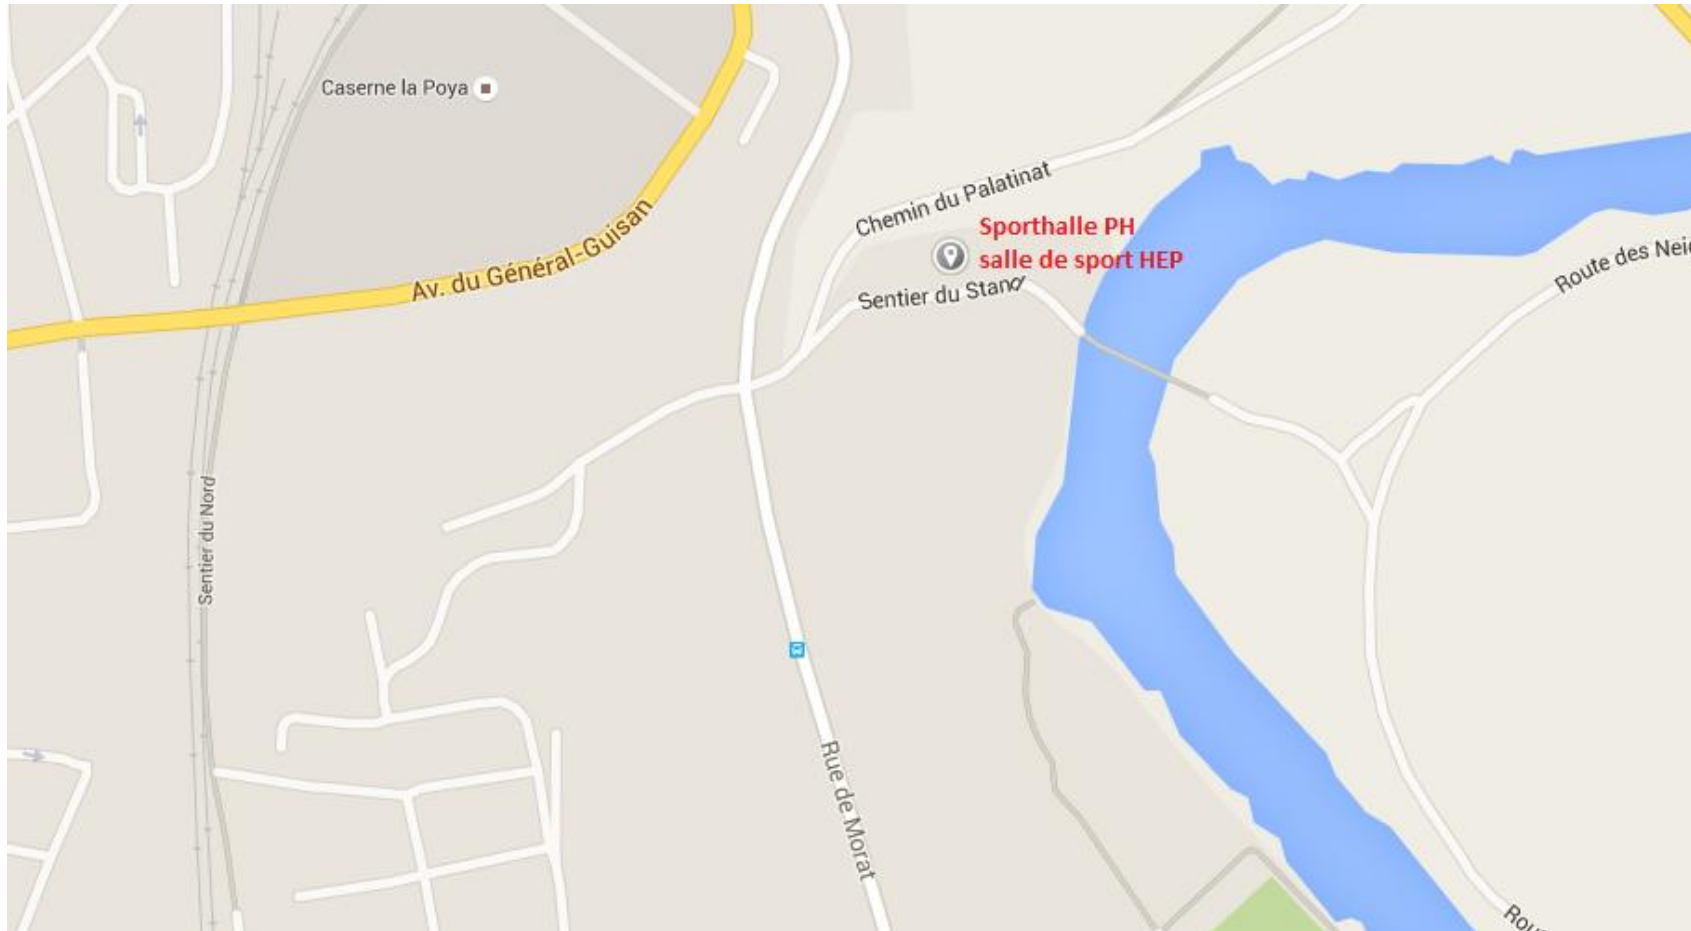 Caserne la Poya
Chemin du Palatinat
Sporthalle PH
salle de sport HEP
Av. du Général-Guisan
Sentier du Stand
Route des Nei
Sentier du Nord
Rue de Morat
Rou